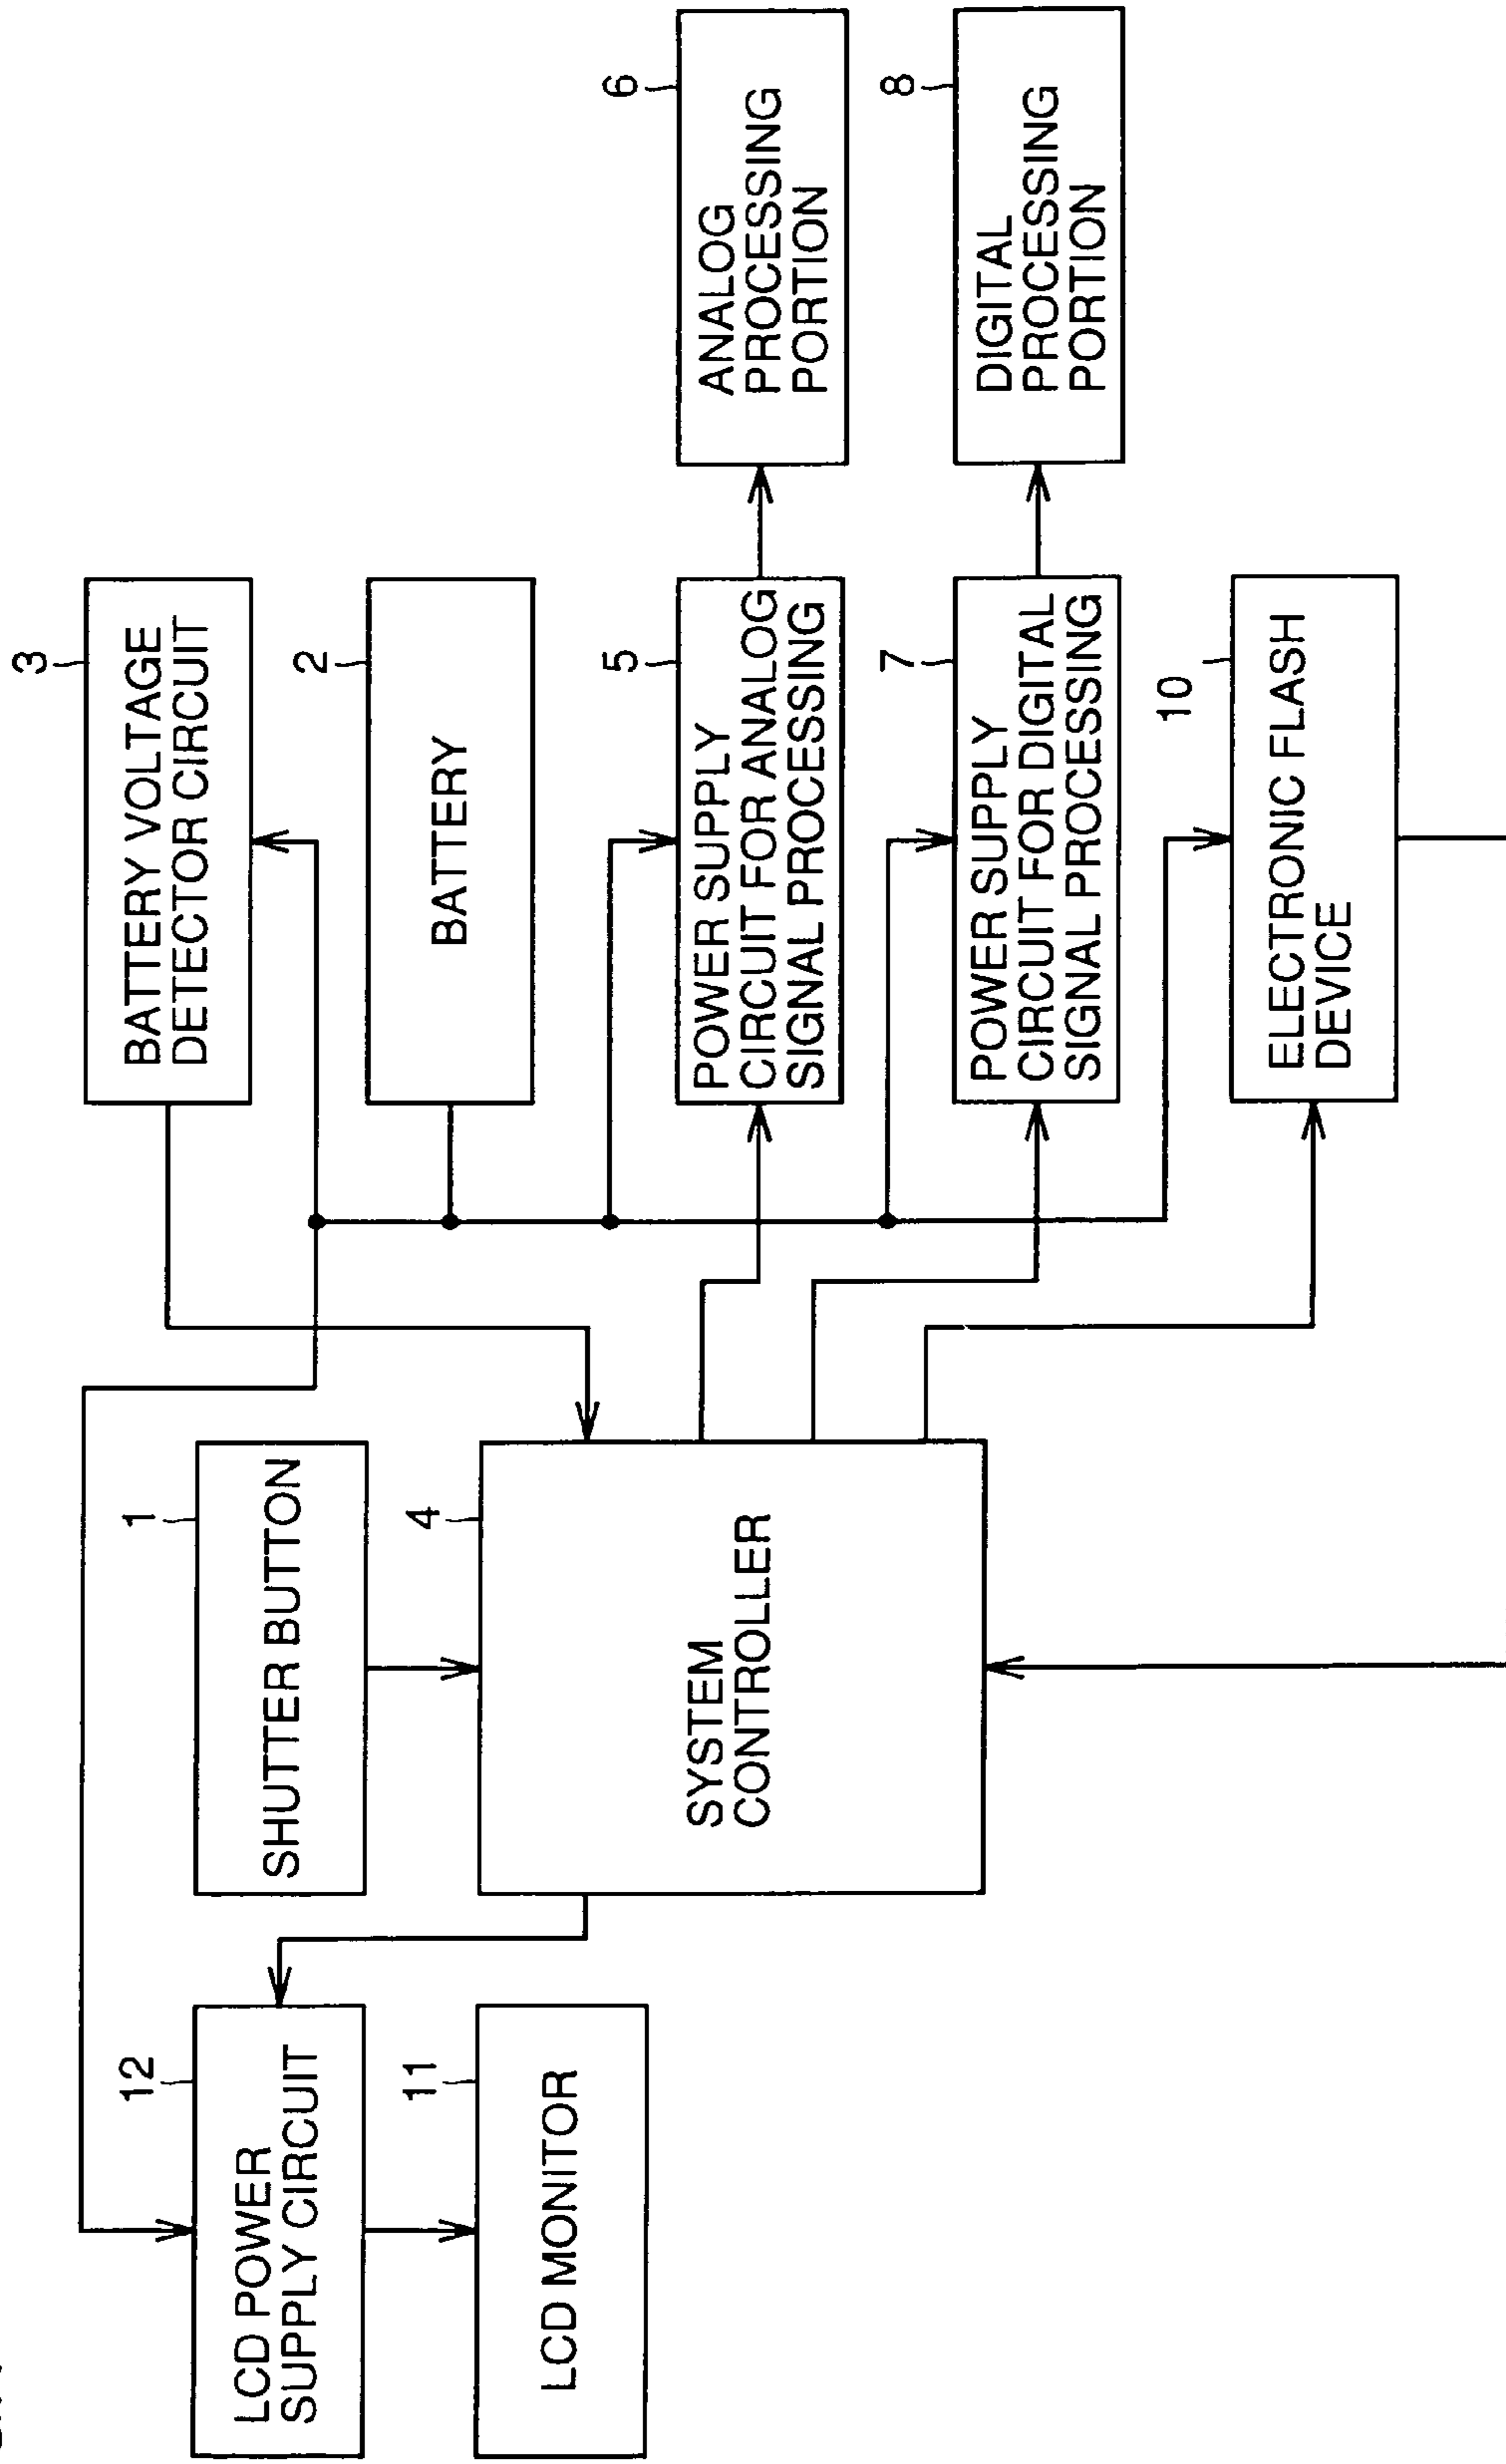 12
LCD POWER
SUPPLY CIRCUIT
11
LCD MONITOR
1
SHUTTER BUTTON
4
SYSTEM
CONTROLLER
3
BATTERY VOLTAGE
DETECTOR CIRCUIT
2
BATTERY
5
POWER SUPPLY
CIRCUIT FOR ANALOG
SIGNAL PROCESSING
7
POWER SUPPLY
CIRCUIT FOR DIGITAL
SIGNAL PROCESSING
10
ELECTRONIC FLASH
DEVICE
6
ANALOG
PROCESSING
PORTION
8
DIGITAL
PROCESSING
PORTION